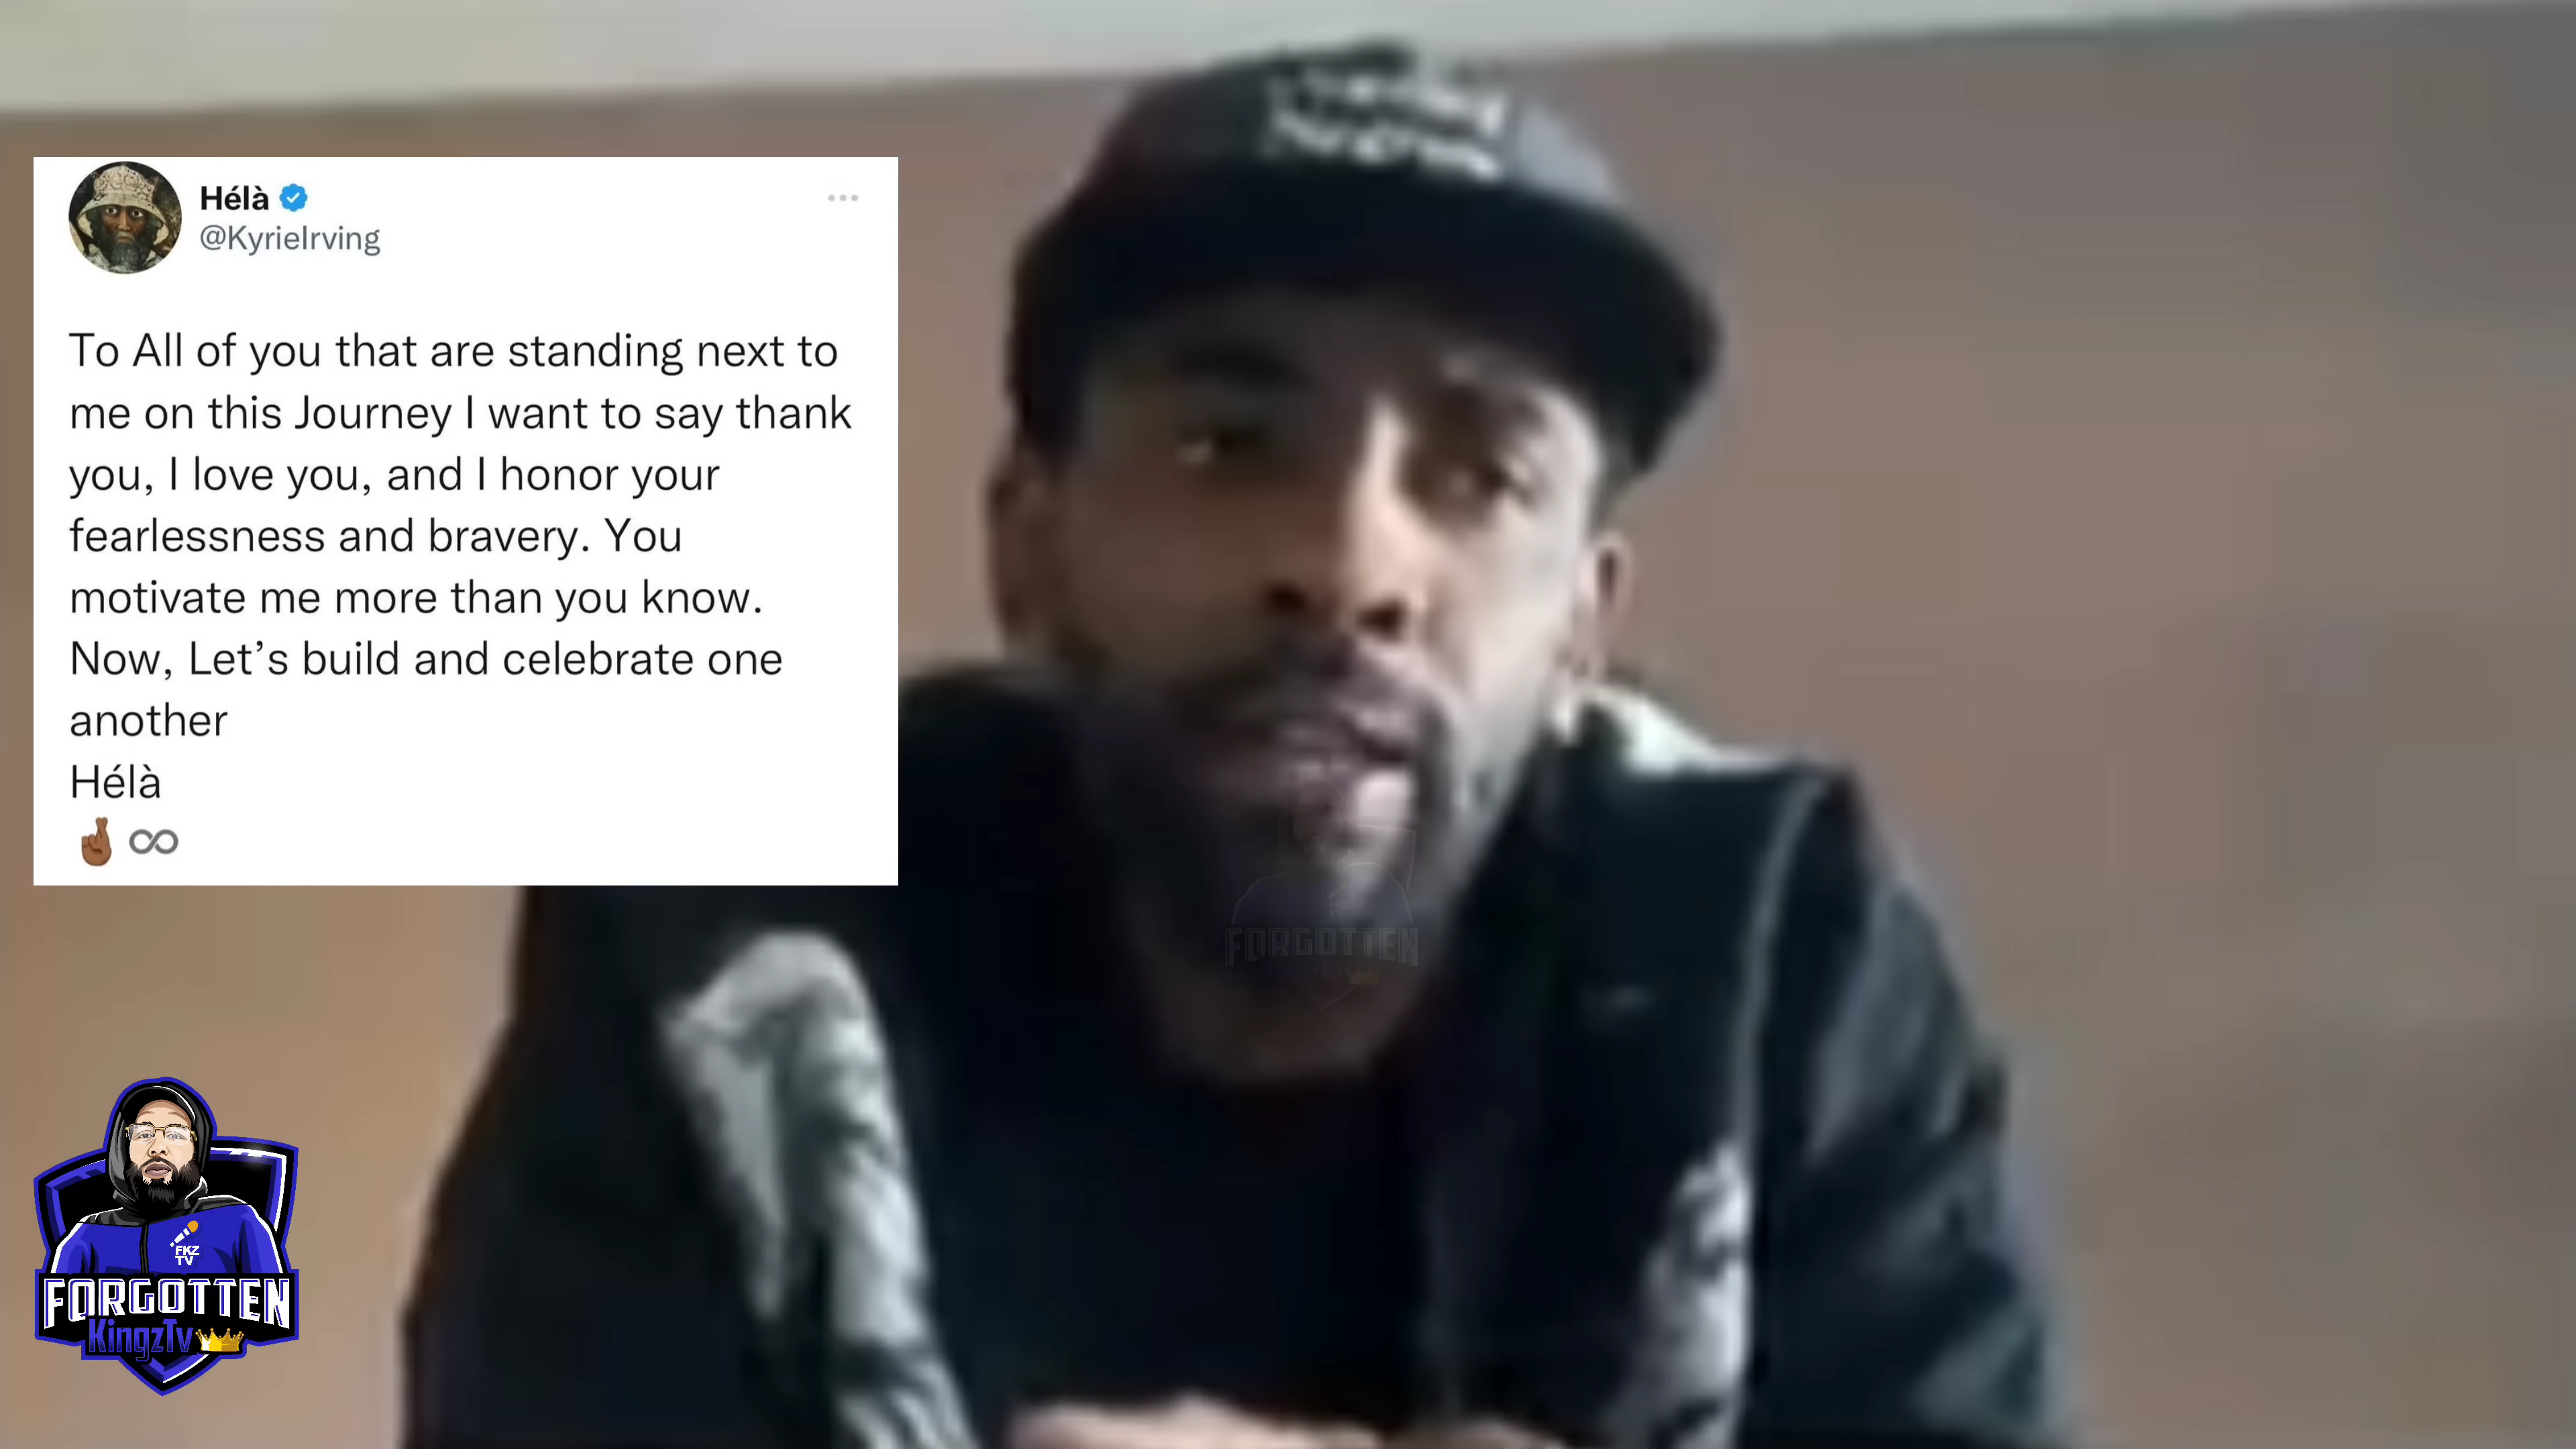 Hélà
@KyrieIrving
To All of you that are standing next to
me on this Journey I want to say thank
you, I love you, and I honor your
fearlessness and bravery. You
motivate me more than you know.
Now, Let’s build and celebrate one
another
Hélà
🤞🏾 ∞
FORGOTTEN
FKZ
TV
FORGOTTEN
KingzTv